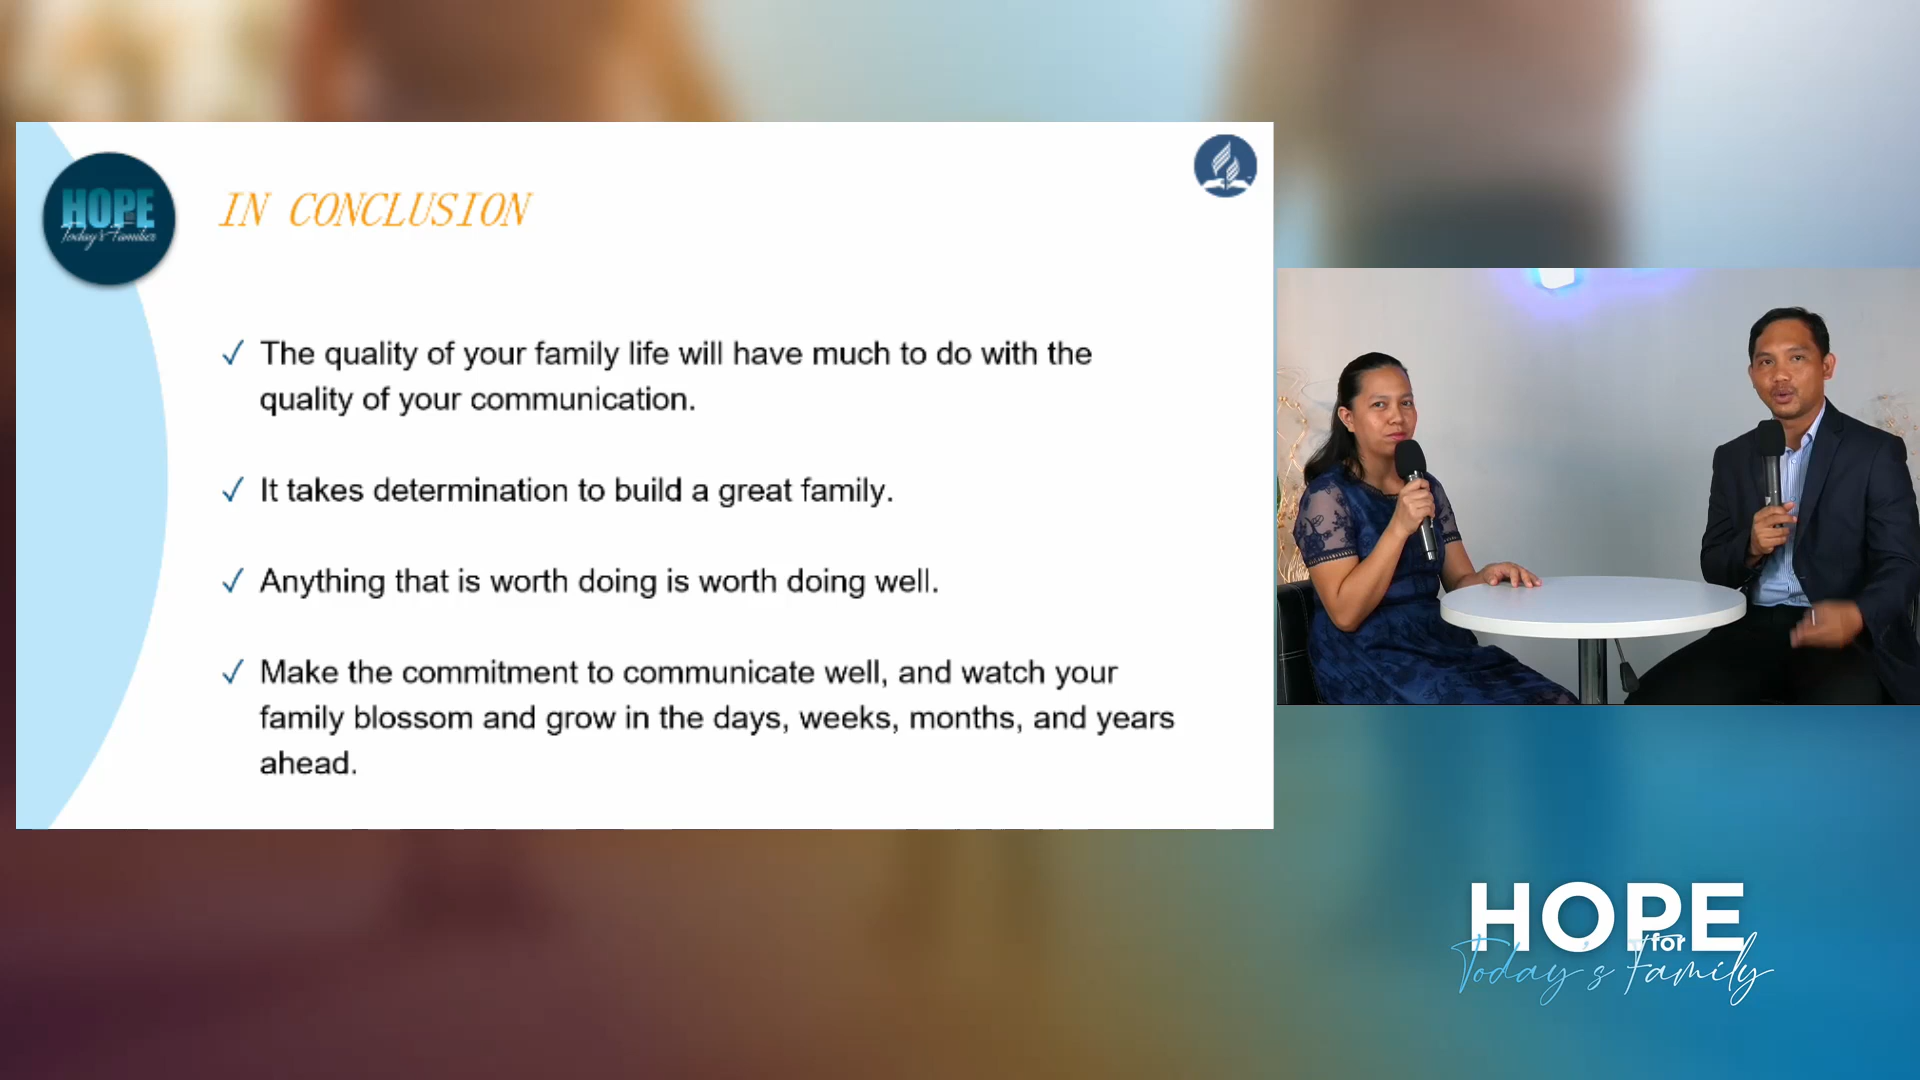 HOPE
Today's Families
IN CONCLUSION
✓ The quality of your family life will have much to do with the
quality of your communication.
✓ It takes determination to build a great family.
✓ Anything that is worth doing is worth doing well.
✓ Make the commitment to communicate well, and watch your
family blossom and grow in the days, weeks, months, and years
ahead.
HOPE
for
Today's Family